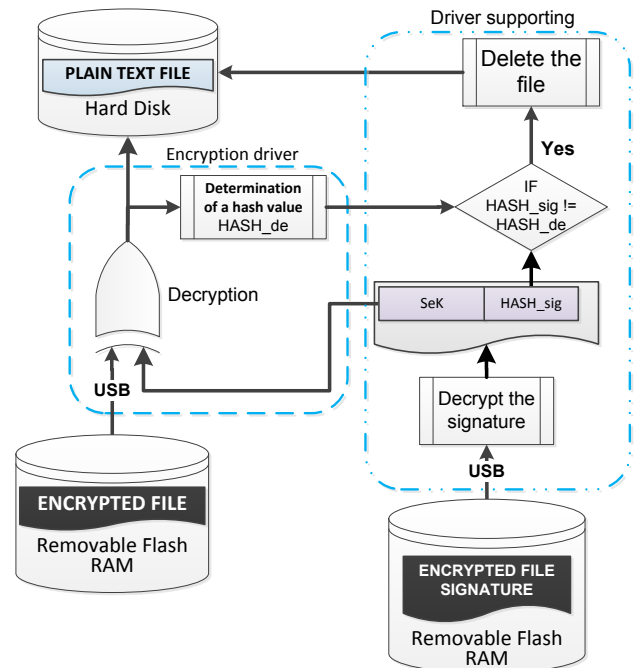 Driver supporting
PLAIN TEXT FILE
Hard Disk
Delete the
file
Yes
Encryption driver
Determination
of a hash value
HASH_de
IF
HASH_sig !=
HASH_de
Decryption
SeK
HASH_sig
USB
Decrypt the
signature
USB
ENCRYPTED FILE
Removable Flash
RAM
ENCRYPTED FILE
SIGNATURE
Removable Flash
RAM